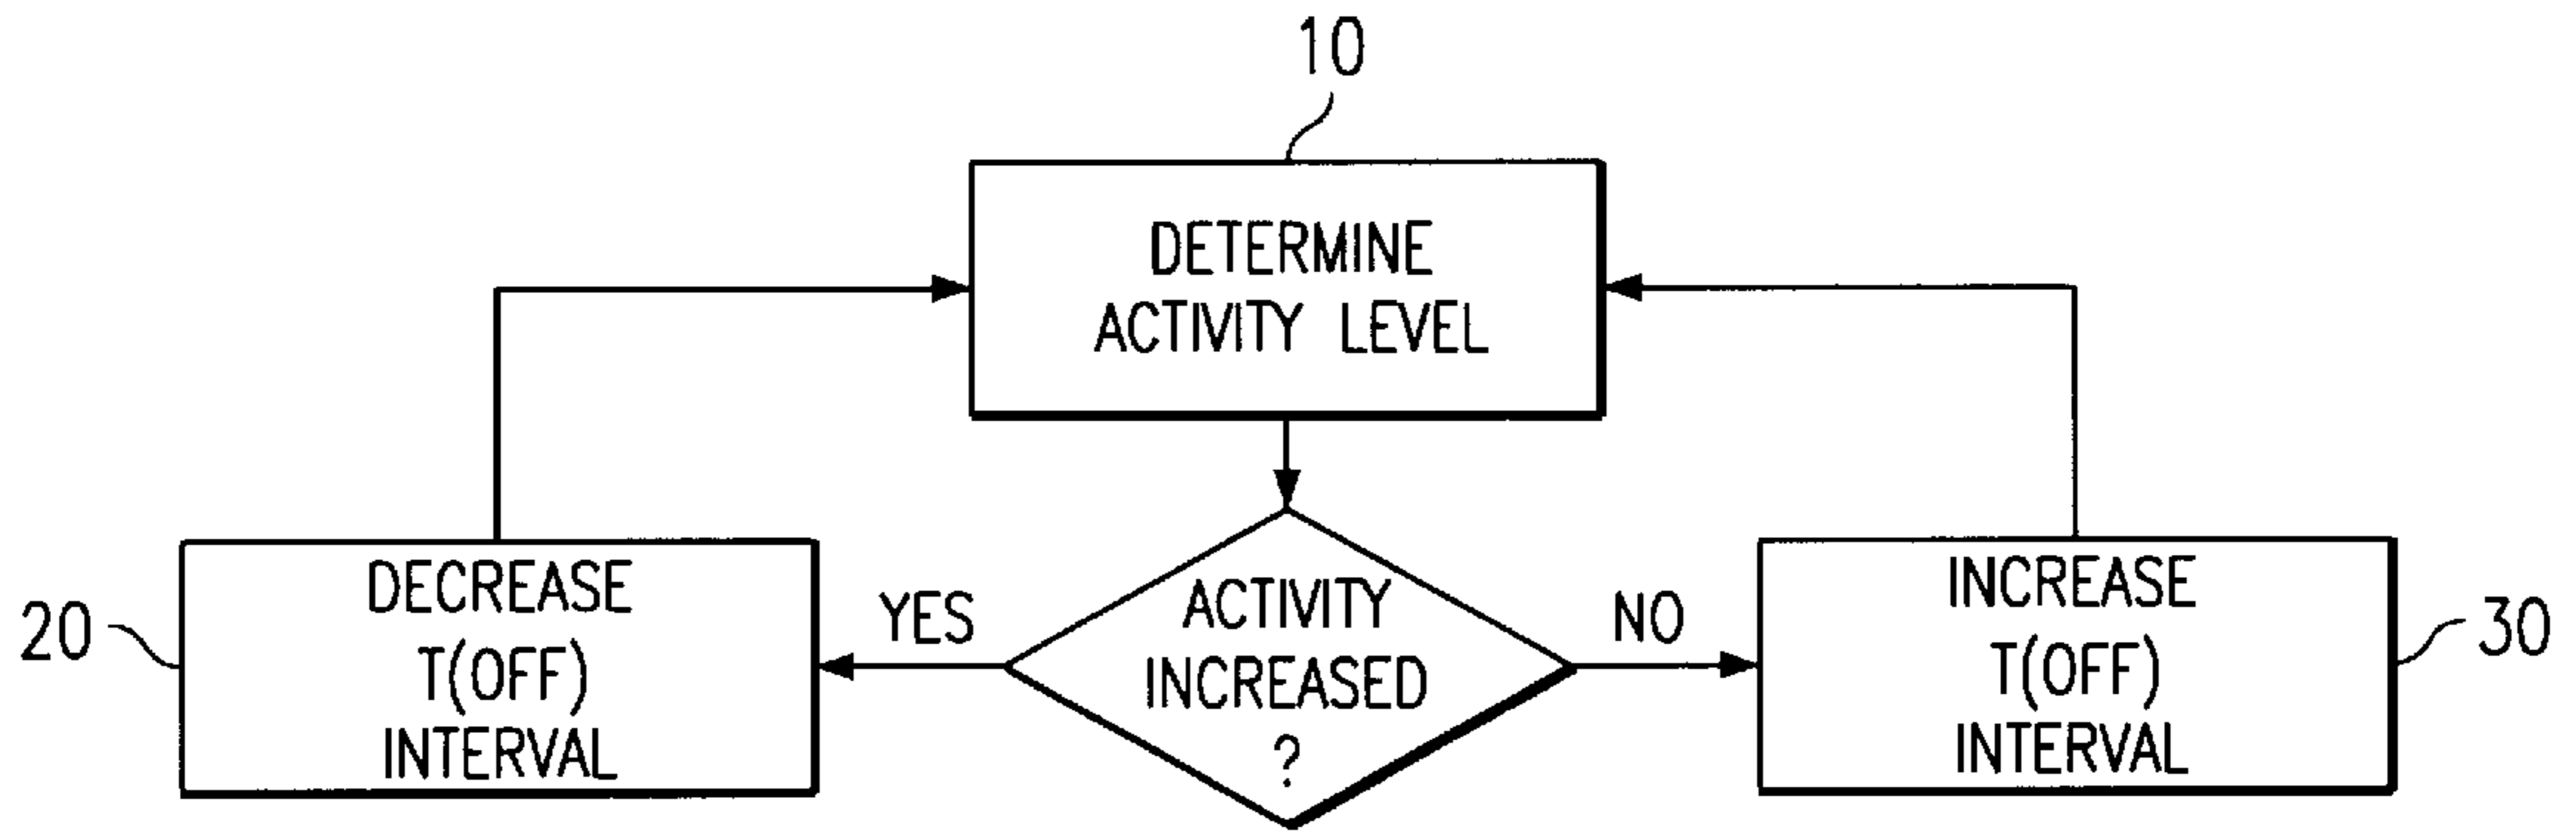 10
DETERMINE
ACTIVITY LEVEL
20
DECREASE
T(OFF)
INTERVAL
YES
ACTIVITY
INCREASED
?
NO
INCREASE
T(OFF)
INTERVAL
30